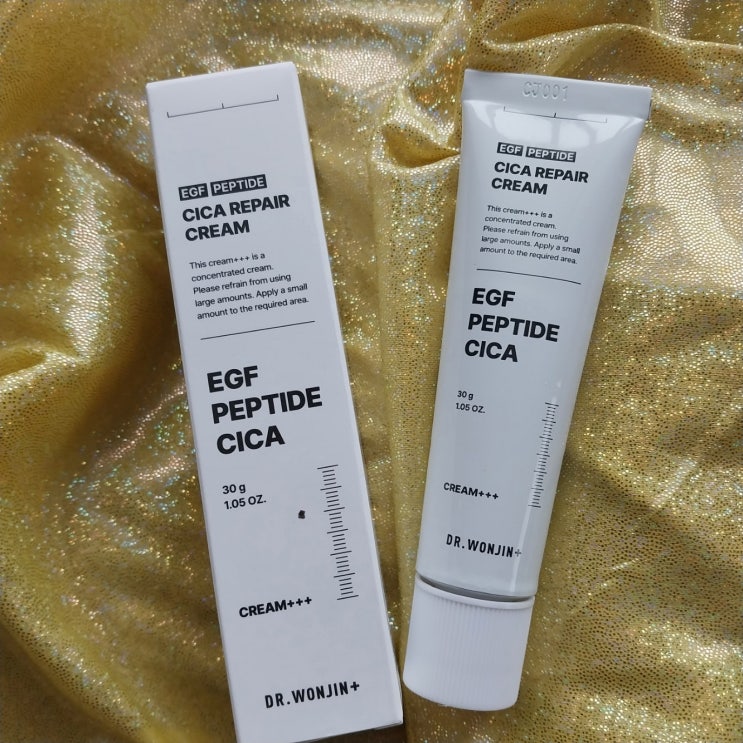 EGF PEPTIDE
CICA REPAIR
CREAM
This cream+++ is a
concentrated cream.
Please refrain from using
large amounts. Apply a small
amount to the required area.
EGF
PEPTIDE
CICA
30 g
1.05 OZ.
CREAM+++
DR.WONJIN+
CJ001
EGF PEPTIDE
CICA REPAIR
CREAM
This cream+++ is a
concentrated cream.
Please refrain from using
large amounts. Apply a small
amount to the required area.
EGF
PEPTIDE
CICA
30 g
1.05 OZ.
CREAM+++
DR.WONJIN+